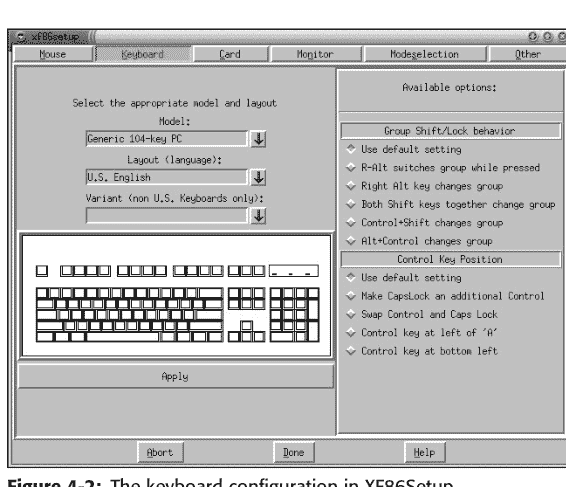 xf86setup
Mouse Keyboard Card Monitor Modeselection Other
Select the appropriate model and layout
Model:
Generic 104-key PC
Layout (language):
U.S. English
Variant (non U.S. Keyboards only):
Apply
Available options:
Group Shift/Lock behavior
Use default setting
R-Alt switches group while pressed
Right Alt key changes group
Both Shift keys together change group
Control+Shift changes group
Alt+Control changes group
Control Key Position
Use default setting
Make CapsLock an additional Control
Swap Control and Caps Lock
Control key at left of 'A'
Control key at bottom left
Abort Done Help
Figure 4-2: The keyboard configuration in XF86Setup